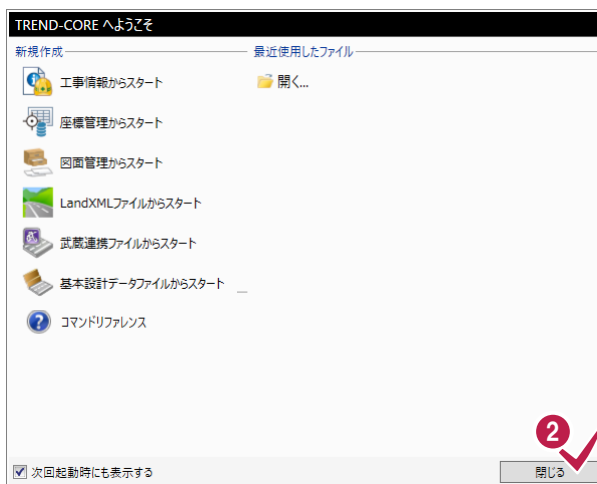 TREND-CORE へようこそ
新規作成
工事情報からスタート
座標管理からスタート
図面管理からスタート
LandXMLファイルからスタート
武蔵連携ファイルからスタート
基本設計データファイルからスタート
コマンドリファレンス
最近使用したファイル
開く...
2
次回起動時にも表示する
閉じる